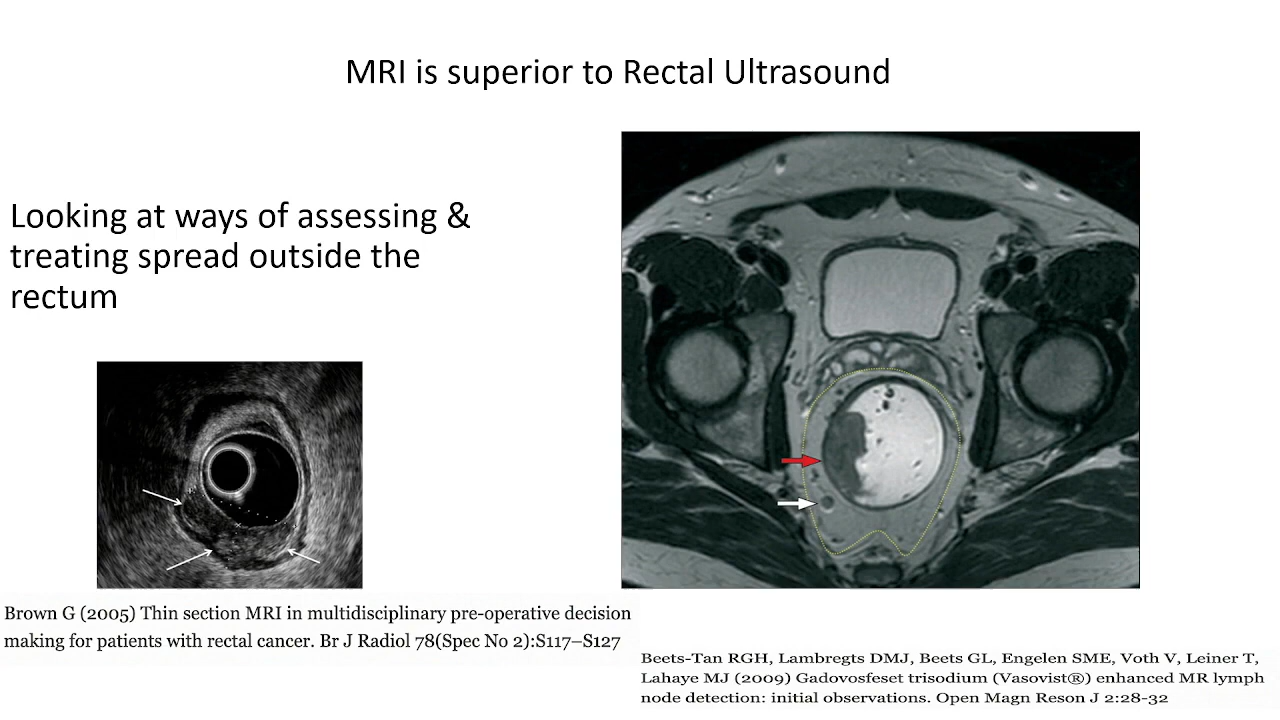 MRI is superior to Rectal Ultrasound
Looking at ways of assessing &
treating spread outside the
rectum
Brown G (2005) Thin section MRI in multidisciplinary pre-operative decision
making for patients with rectal cancer. Br J Radiol 78(Spec No 2):S117–S127
Beets-Tan RGH, Lambregts DMJ, Beets GL, Engelen SME, Voth V, Leiner T,
Lahaye MJ (2009) Gadovosfeset trisodium (Vasovist®) enhanced MR lymph
node detection: initial observations. Open Magn Reson J 2:28-32